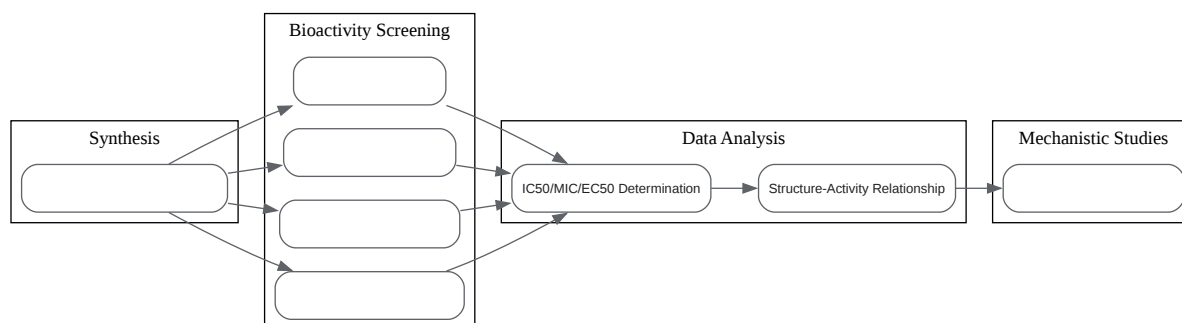 Bioactivity Screening
Synthesis
Data Analysis
Mechanistic Studies
IC50/MIC/EC50 Determination
Structure-Activity Relationship